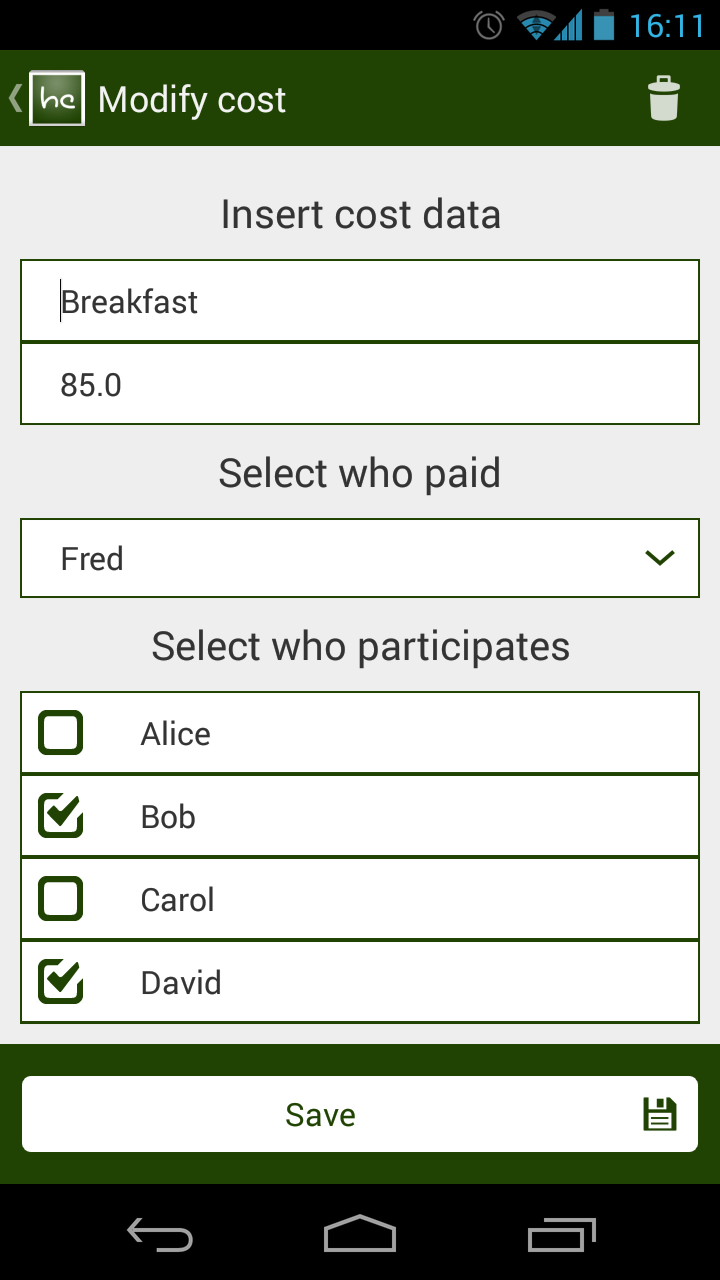 16:11
hc Modify cost
Insert cost data
Breakfast
85.0
Select who paid
Fred
Select who participates
Alice
Bob
Carol
David
Save